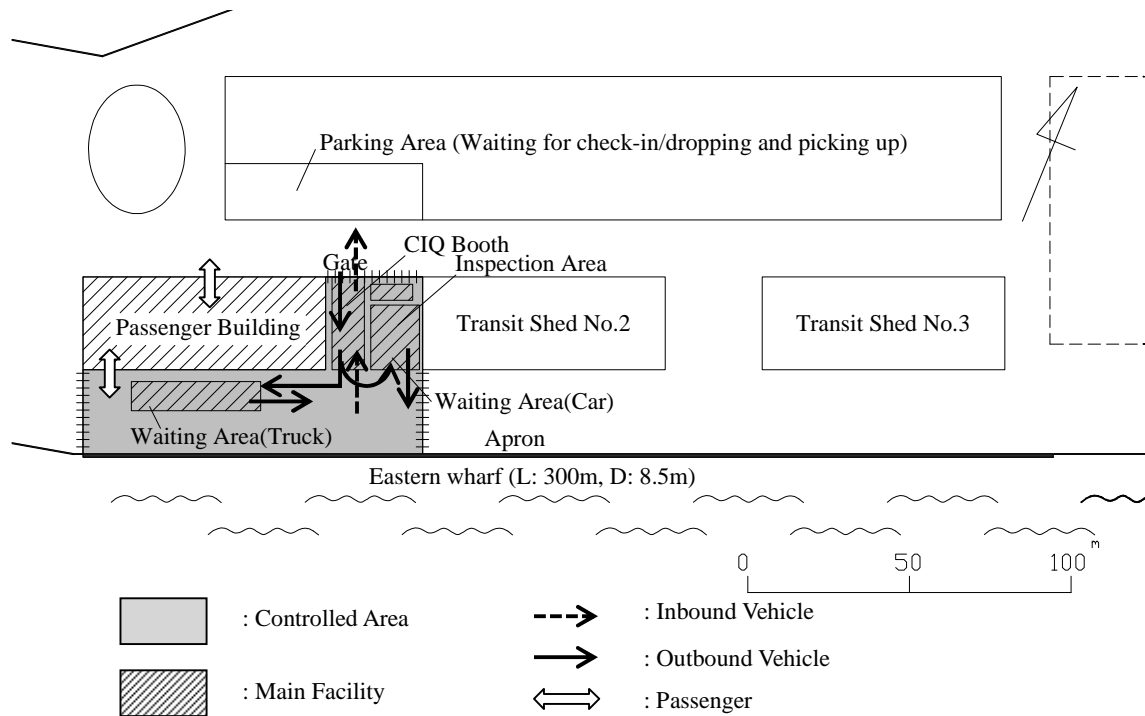 Parking Area (Waiting for check-in/dropping and picking up)
CIQ Booth
Gate
Inspection Area
Passenger Building
Transit Shed No.2
Transit Shed No.3
Waiting Area(Car)
Waiting Area(Truck)
Apron
Eastern wharf (L: 300m, D: 8.5m)
0 50 100 m
: Controlled Area
: Inbound Vehicle
: Outbound Vehicle
: Main Facility
: Passenger